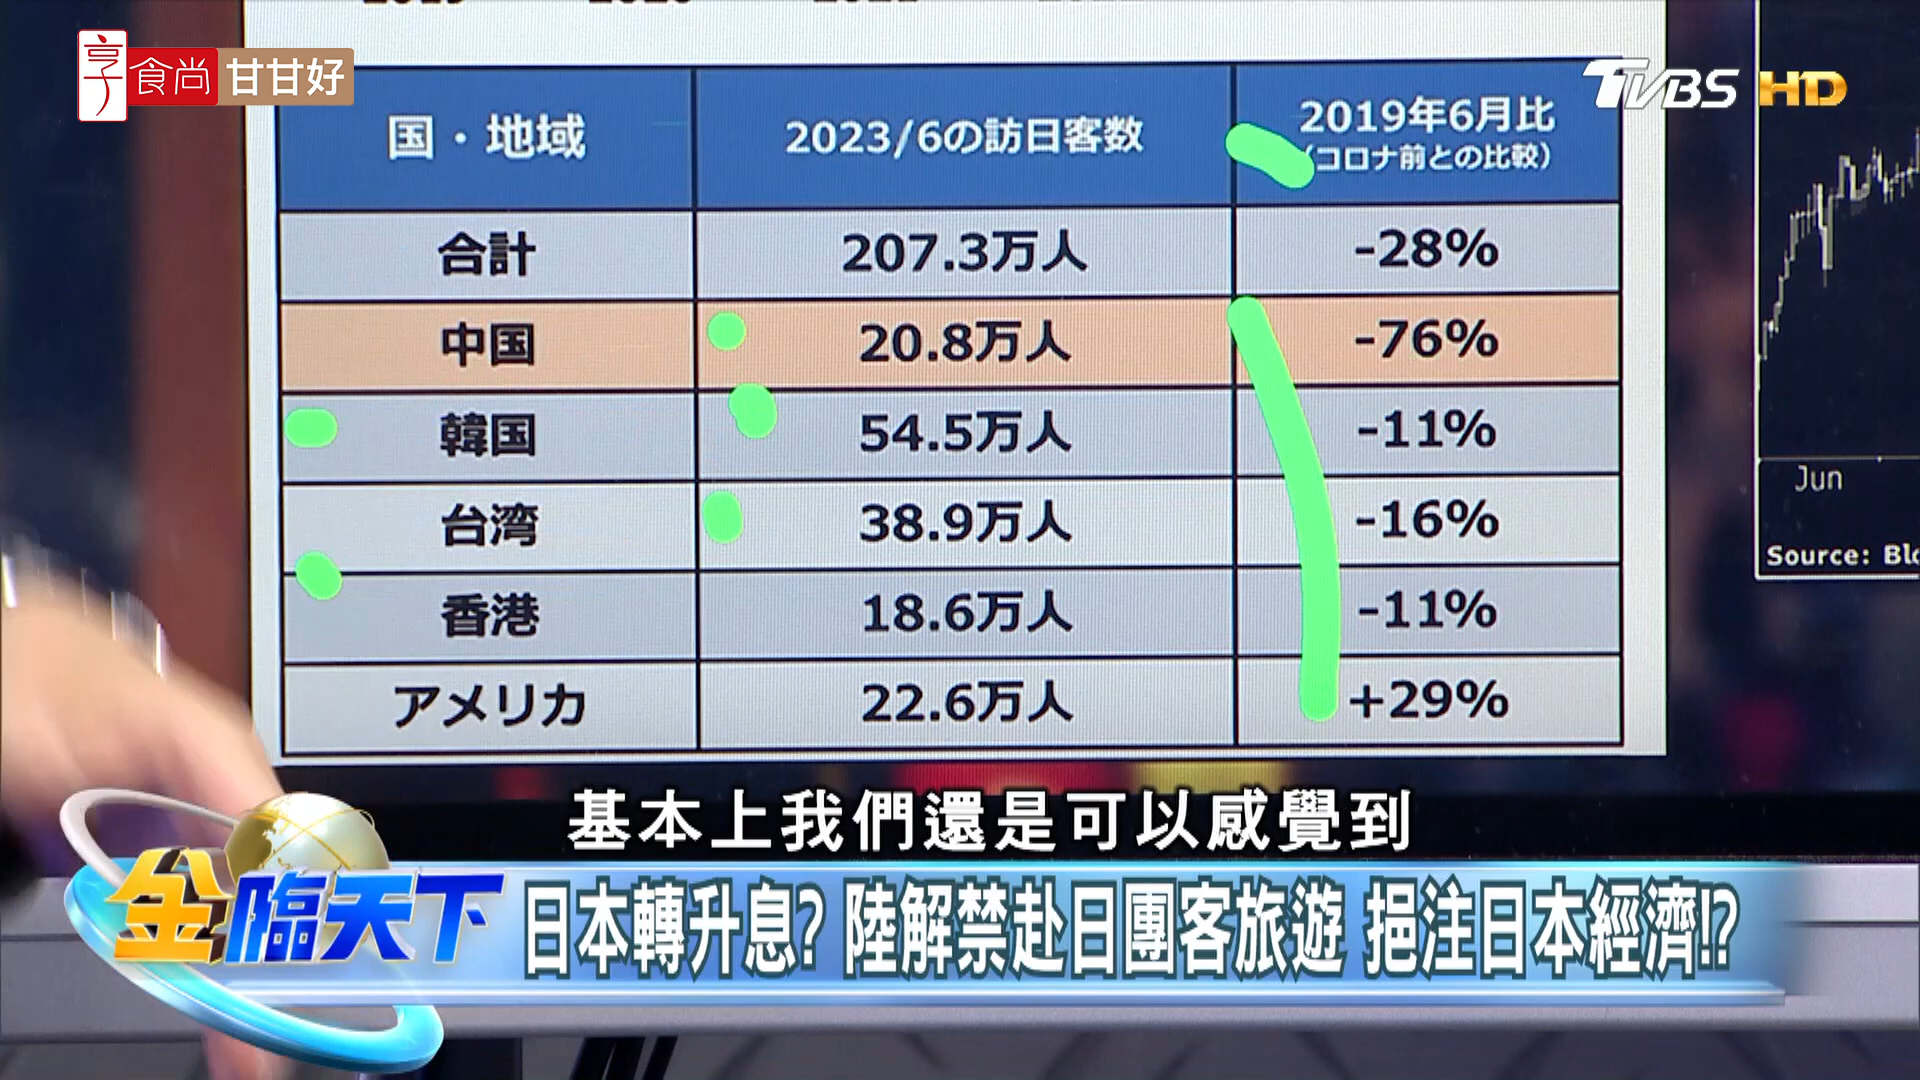 享 食尚 甘甘好
TVBS HD
国・地域 2023/6の訪日客数 2019年6月比
(コロナ前との比較)
合計 207.3万人 -28%
中国 20.8万人 -76%
韓国 54.5万人 -11%
台湾 38.9万人 -16%
香港 18.6万人 -11%
アメリカ 22.6万人 +29%
Jun
Source:
基本上我們還是可以感覺到
金臨天下
日本轉升息? 陸解禁赴日團客旅遊 挹注日本經濟!?